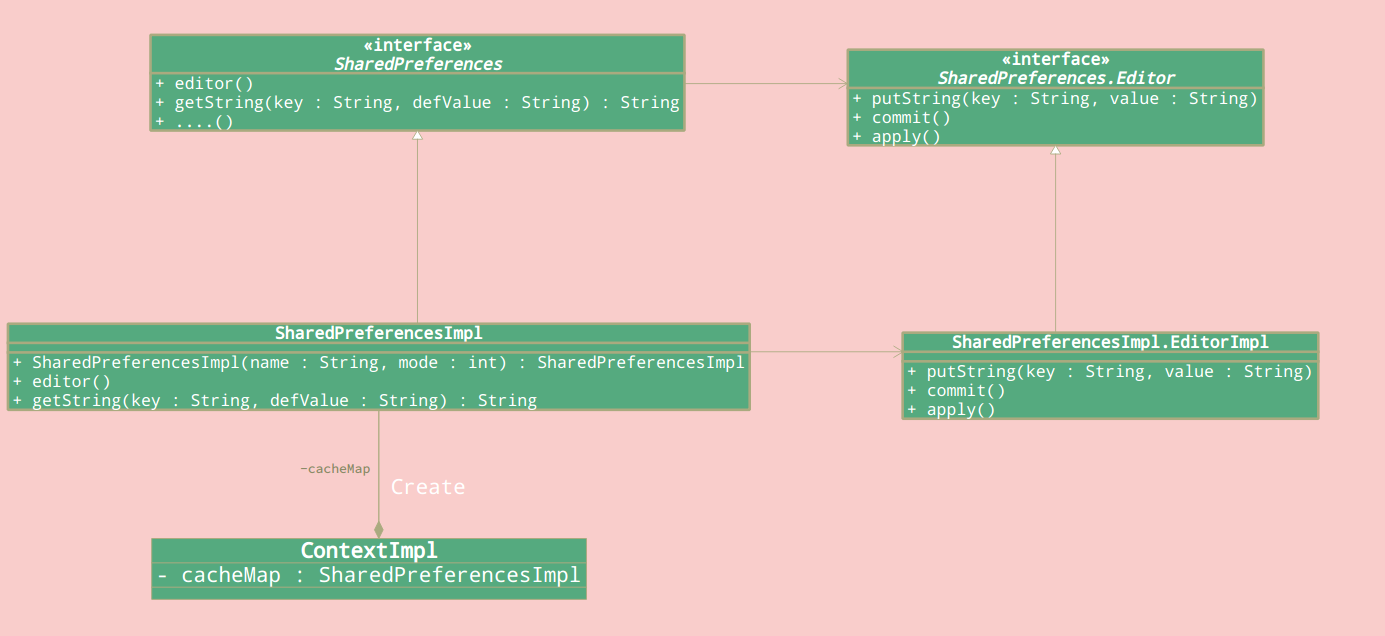 «interface»
SharedPreferences
+ editor()
+ getString(key : String, defValue : String) : String
+ ....()
«interface»
SharedPreferences.Editor
+ putString(key : String, value : String)
+ commit()
+ apply()
SharedPreferencesImpl
+ SharedPreferencesImpl(name : String, mode : int) : SharedPreferencesImpl
+ editor()
+ getString(key : String, defValue : String) : String
SharedPreferencesImpl.EditorImpl
+ putString(key : String, value : String)
+ commit()
+ apply()
-cacheMap
Create
ContextImpl
- cacheMap : SharedPreferencesImpl